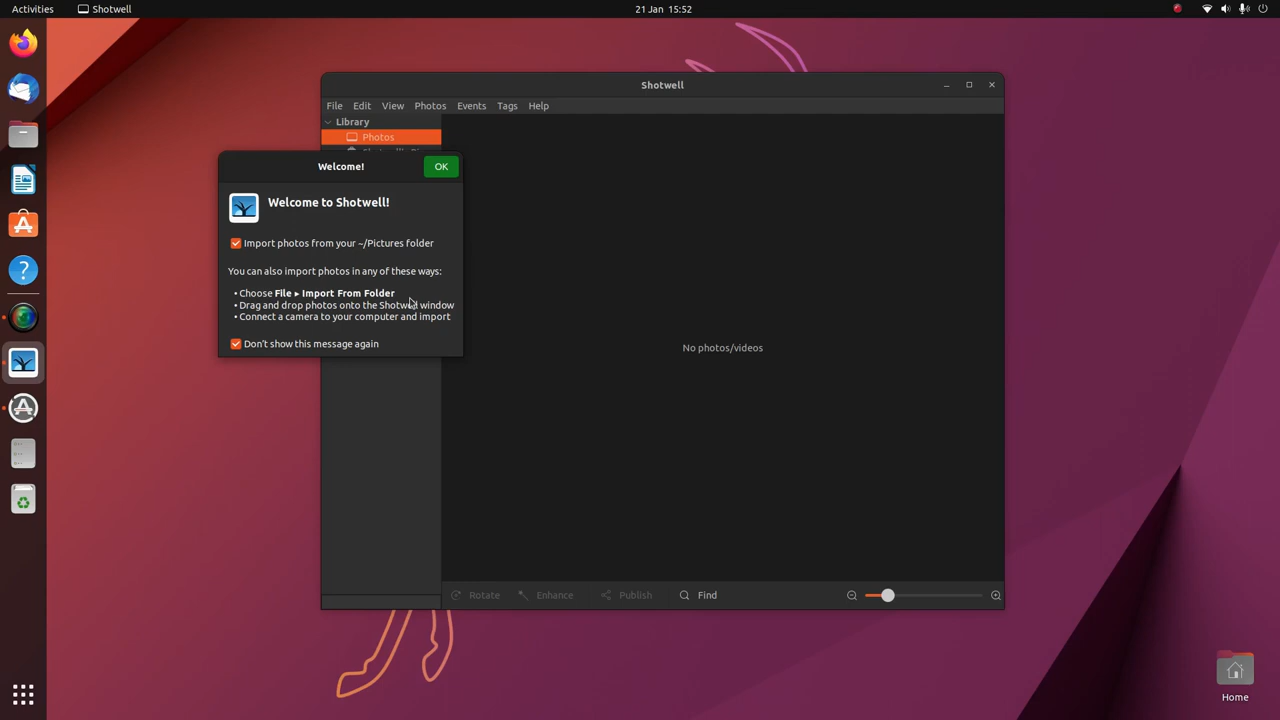 Activities
Shotwell
21 Jan 15:52
Shotwell
File Edit View Photos Events Tags Help
Library
Photos
Welcome!
OK
Welcome to Shotwell!
Import photos from your ~/Pictures folder
You can also import photos in any of these ways:
• Choose File ▸ Import From Folder
• Drag and drop photos onto the Shotwell window
• Connect a camera to your computer and import
Don't show this message again
No photos/videos
Rotate Enhance Publish Find
Home